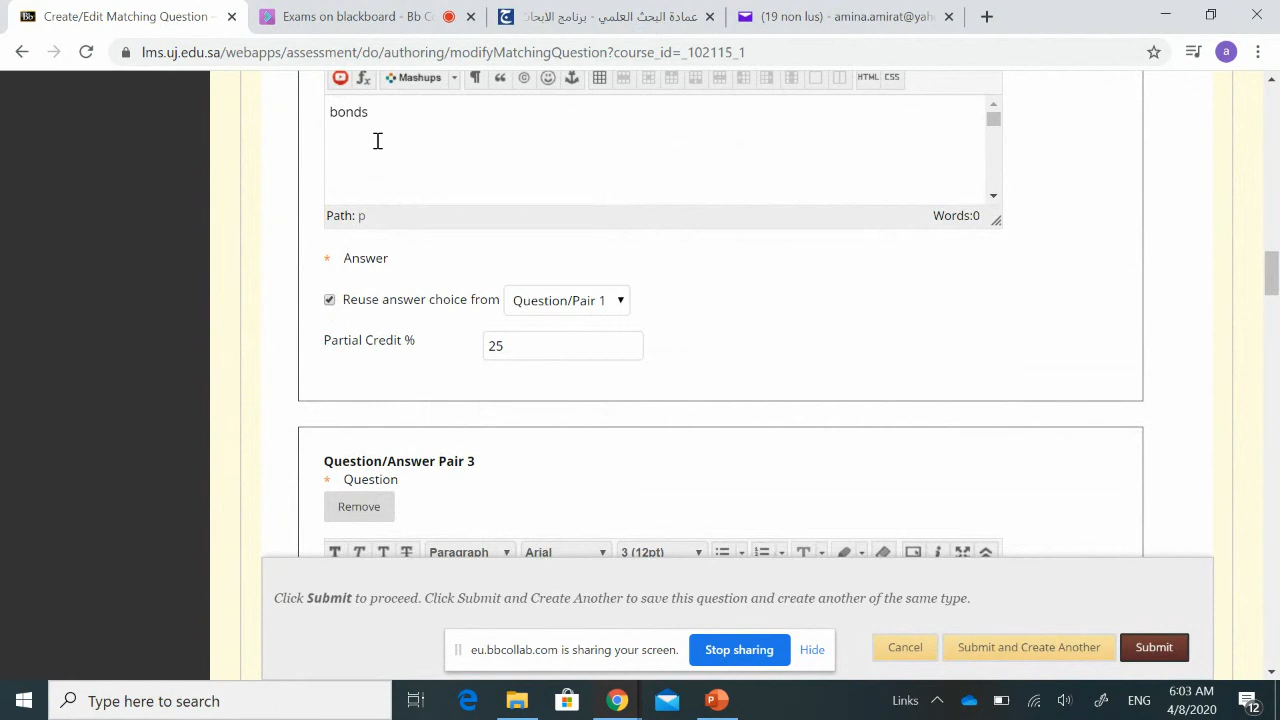 Create/Edit Matching Question –
Exams on blackboard - Bb C
عمادة البحث العلمي - برنامج الابحاث
(19 non lus) - amina.amirat@yah
lms.uj.edu.sa/webapps/assessment/do/authoring/modifyMatchingQuestion?course_id=_102115_1
a
Mashups
HTML CSS
bonds
Path: p
Words:0
* Answer
Reuse answer choice from Question/Pair 1
Partial Credit % 25
Question/Answer Pair 3
* Question
Remove
T T T T Paragraph Arial 3 (12pt) T
Click Submit to proceed. Click Submit and Create Another to save this question and create another of the same type.
eu.bbcollab.com is sharing your screen. Stop sharing Hide
Cancel Submit and Create Another Submit
Type here to search
Links
ENG
6:03 AM
4/8/2020
12